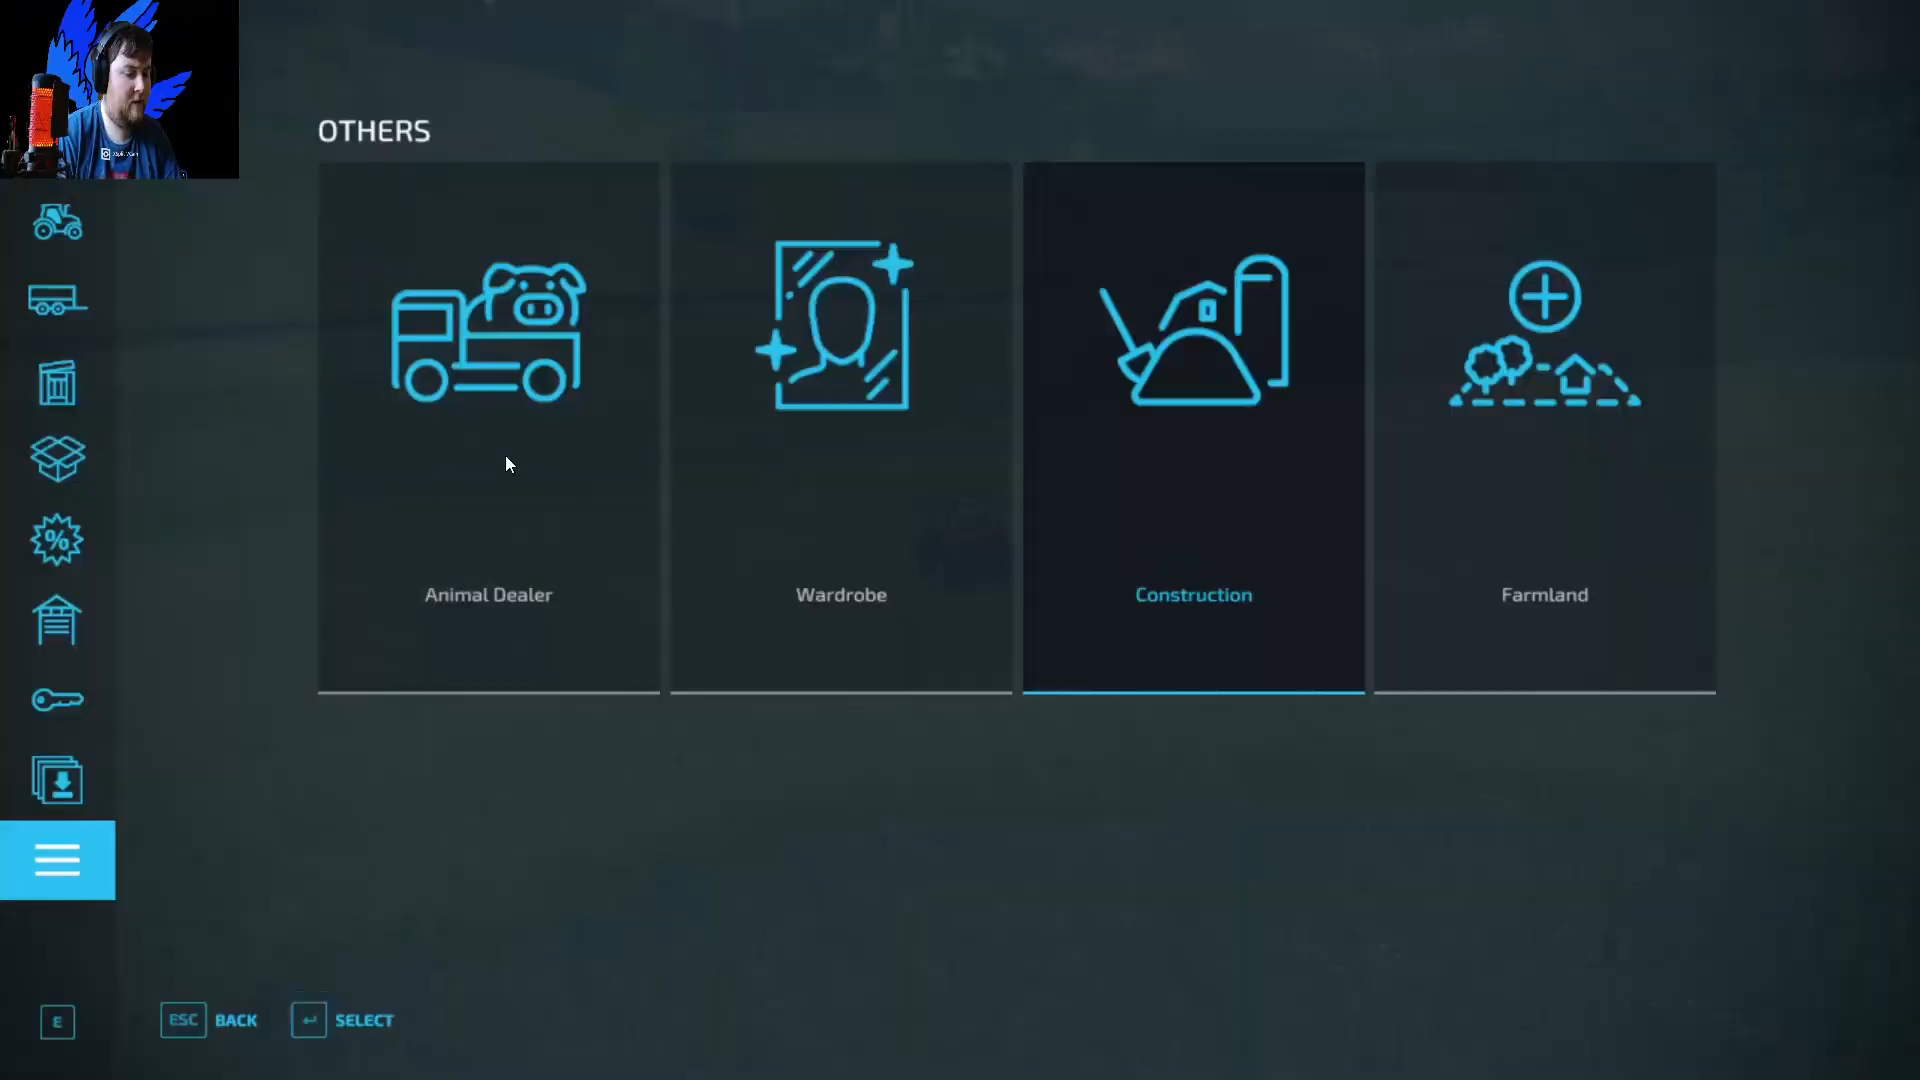 OTHERS
Animal Dealer
Wardrobe
Construction
Farmland
%
E
ESC BACK
SELECT